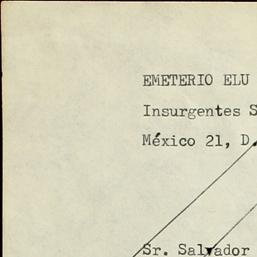 EMETERIO ELU
Insurgentes S
México 21, D.
Sr. Salvador